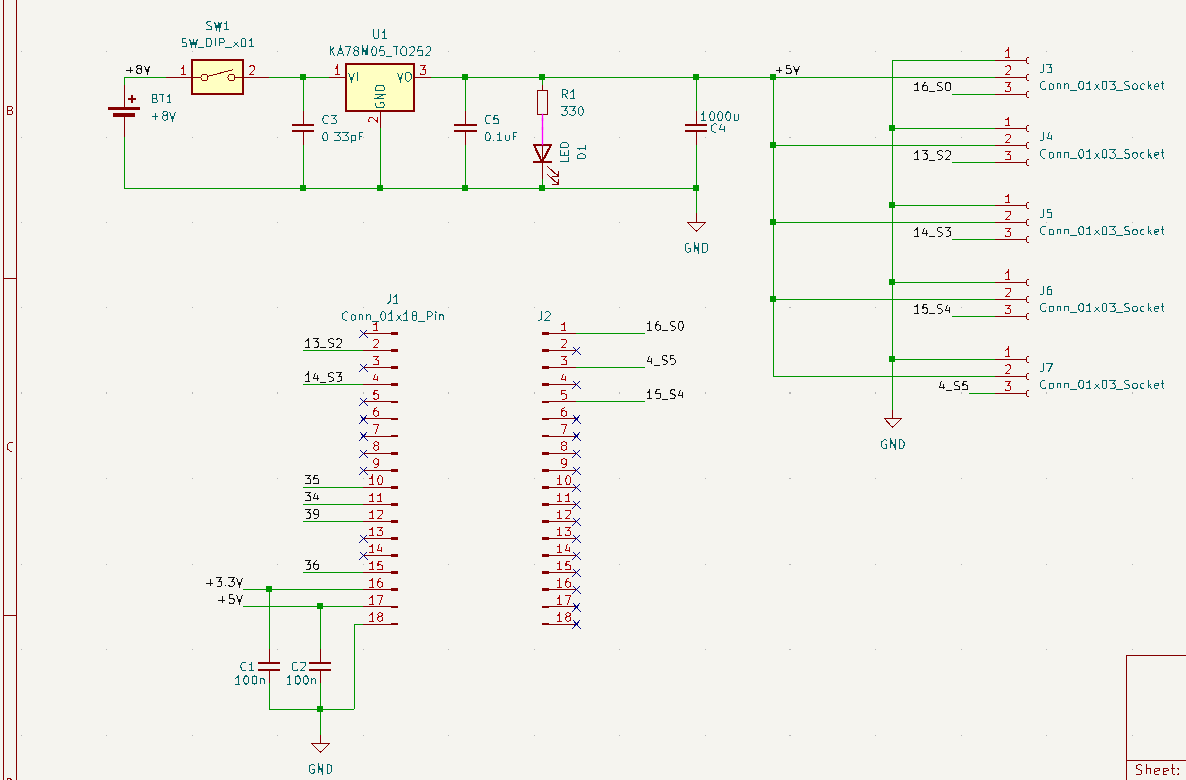 SW1
SW_DIP_x01
+8V
1
2
U1
KA78M05_TO252
1
VI
VO
3
GND
2
BT1
+
+8V
C3
0.33pF
C5
0.1uF
R1
330
LED
D1
1000u
C4
GND
+5V
1
2
3
16_S0
J3
Conn_01x03_Socket
1
2
3
13_S2
J4
Conn_01x03_Socket
1
2
3
14_S3
J5
Conn_01x03_Socket
1
2
3
15_S4
J6
Conn_01x03_Socket
1
2
3
4_S5
J7
Conn_01x03_Socket
GND
J1
Conn_01x18_Pin
1
13_S2
2
3
14_S3
4
5
6
7
8
9
35
10
34
11
39
12
13
14
36
15
+3.3V
16
+5V
17
18
C1
100n
C2
100n
GND
J2
1
16_S0
2
3
4_S5
4
5
15_S4
6
7
8
9
10
11
12
13
14
15
16
17
18
B
C
Sheet: